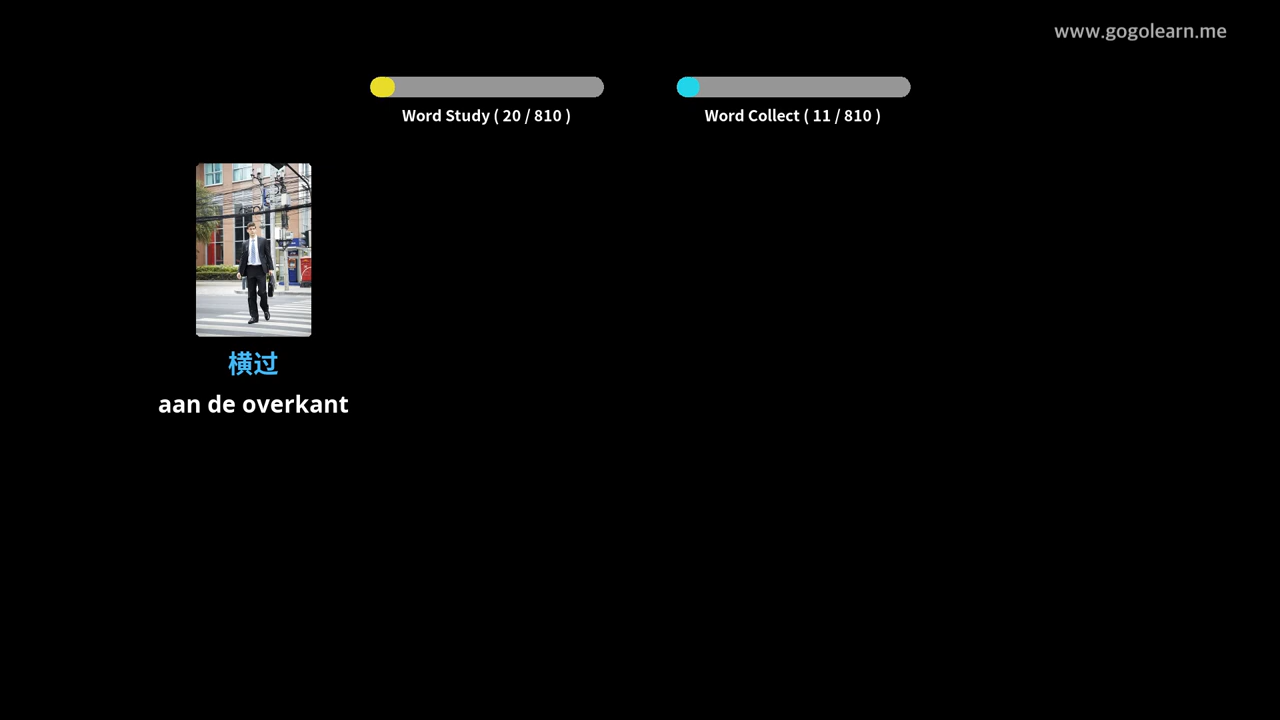 www.gogolearn.me
Word Study ( 20 / 810 )
Word Collect ( 11 / 810 )
横过
aan de overkant